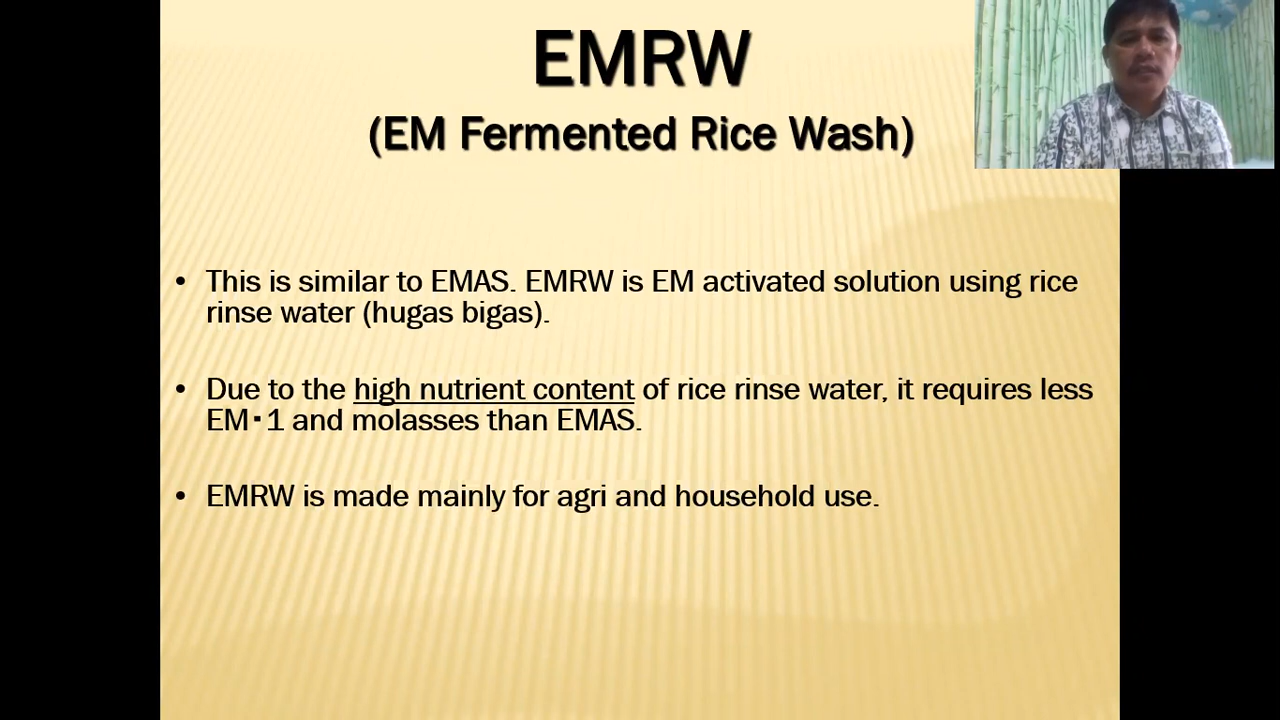 EMRW
(EM Fermented Rice Wash)
• This is similar to EMAS. EMRW is EM activated solution using rice
rinse water (hugas bigas).
• Due to the high nutrient content of rice rinse water, it requires less
EM･1 and molasses than EMAS.
• EMRW is made mainly for agri and household use.